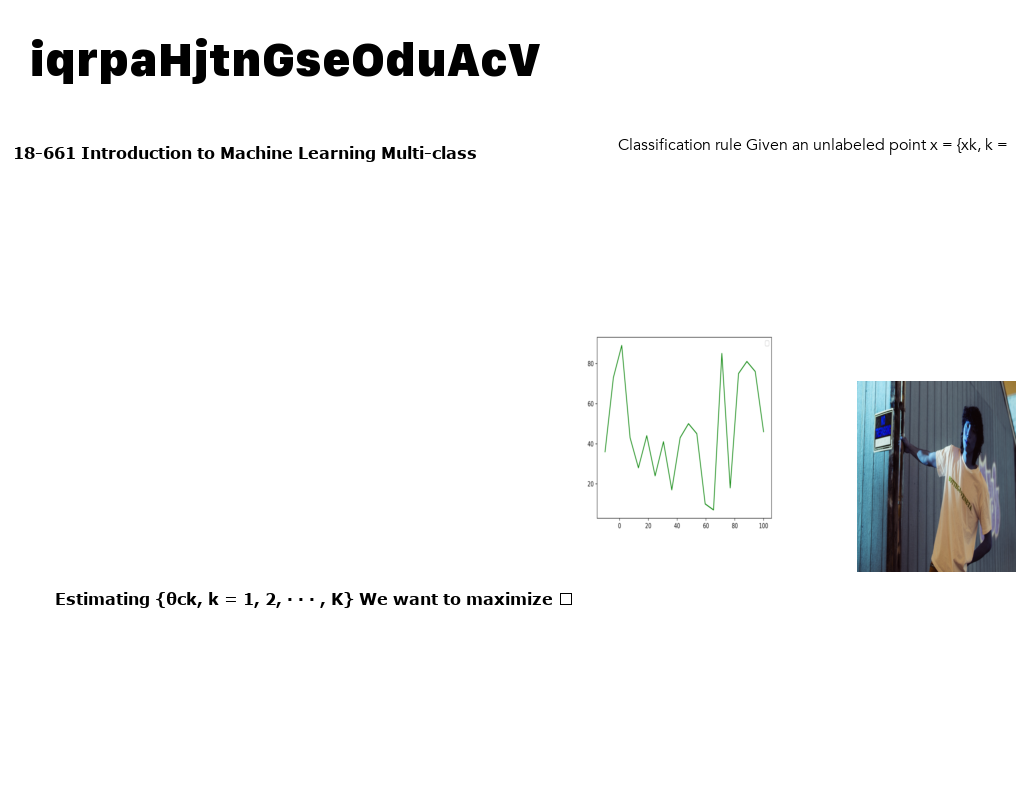 iqrpaHjtnGseOduAcV
18-661 Introduction to Machine Learning Multi-class
Classification rule Given an unlabeled point x = {xk, k =
80
60
40
20
0 20 40 60 80 100
Estimating {θck, k = 1, 2, · · · , K} We want to maximize □